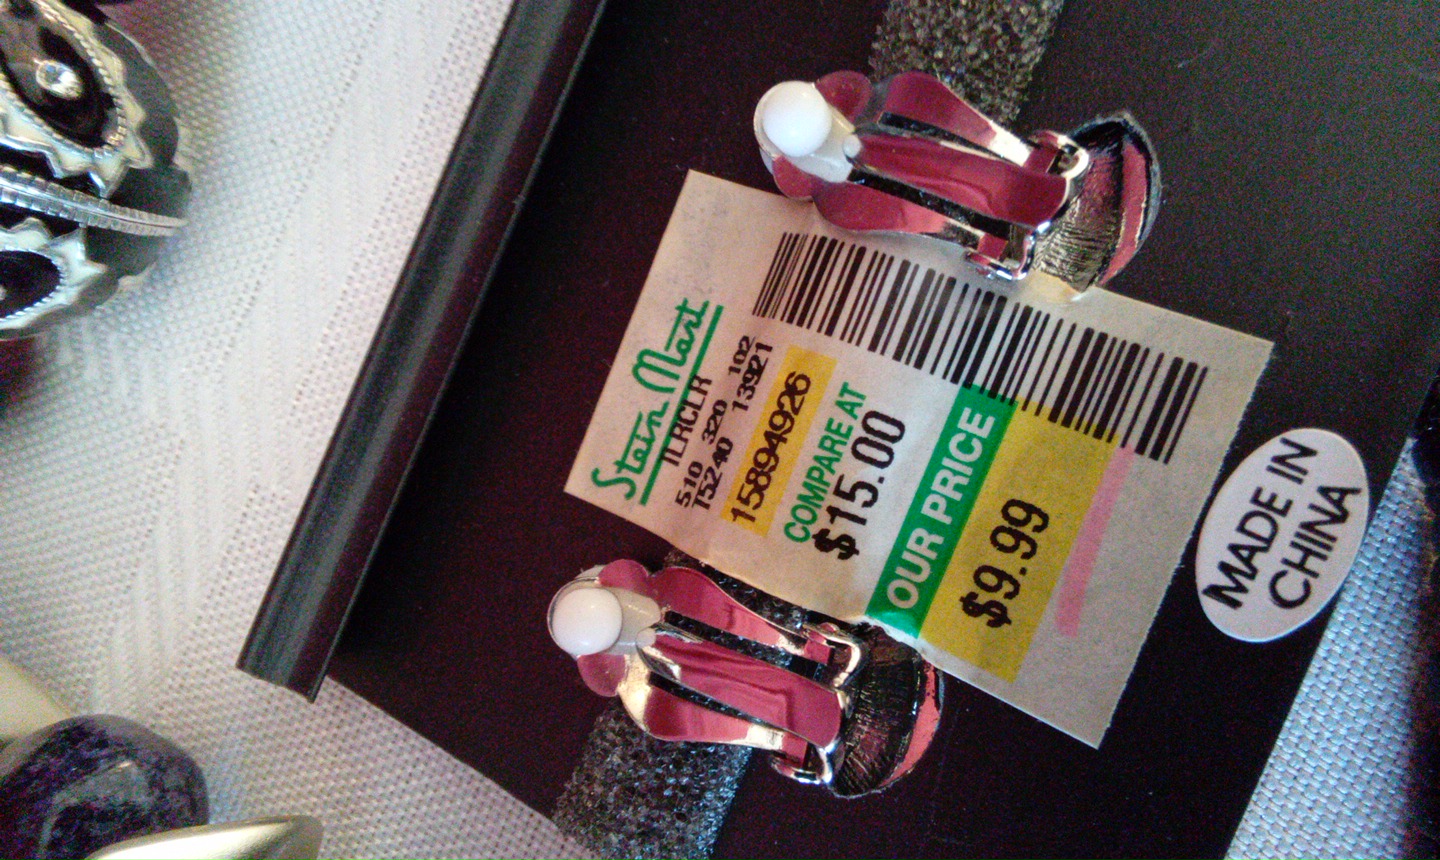 Stein Mart
TLRCLR
510 320 102
T5240 13921
15894926
COMPARE AT
$15.00
OUR PRICE
$9.99
MADE IN
CHINA